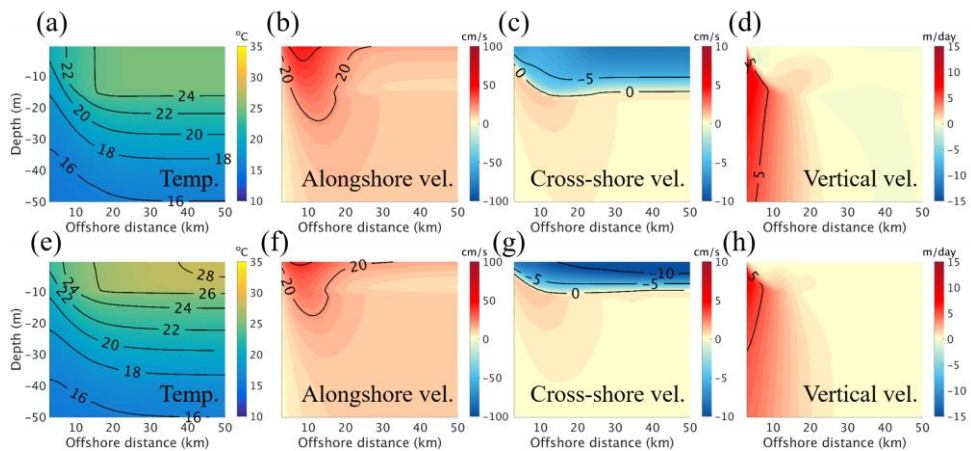 (a) (b) (c) (d)
°C cm/s cm/s m/day
35 30 25 20 15 10
100 50 0 -50 -100
10 5 0 -5 -10
15 10 5 0 -5 -10 -15
Depth (m)
-10 -20 -30 -40 -50
22 20 18 16 24 22 20 18 16
20 20
0 -5 0
5 5
Temp. Alongshore vel. Cross-shore vel. Vertical vel.
10 20 30 40 50 10 20 30 40 50 10 20 30 40 50 10 20 30 40 50
Offshore distance (km) Offshore distance (km) Offshore distance (km) Offshore distance (km)
(e) (f) (g) (h)
°C cm/s cm/s m/day
35 30 25 20 15 10
100 50 0 -50 -100
10 5 0 -5 -10
15 10 5 0 -5 -10 -15
Depth (m)
-10 -20 -30 -40 -50
26 24 22 20 18 16 28 26 24 22 20 18 16
20 20
-5 0 -10 -5 0
5
Temp. Alongshore vel. Cross-shore vel. Vertical vel.
10 20 30 40 50 10 20 30 40 50 10 20 30 40 50 10 20 30 40 50
Offshore distance (km) Offshore distance (km) Offshore distance (km) Offshore distance (km)